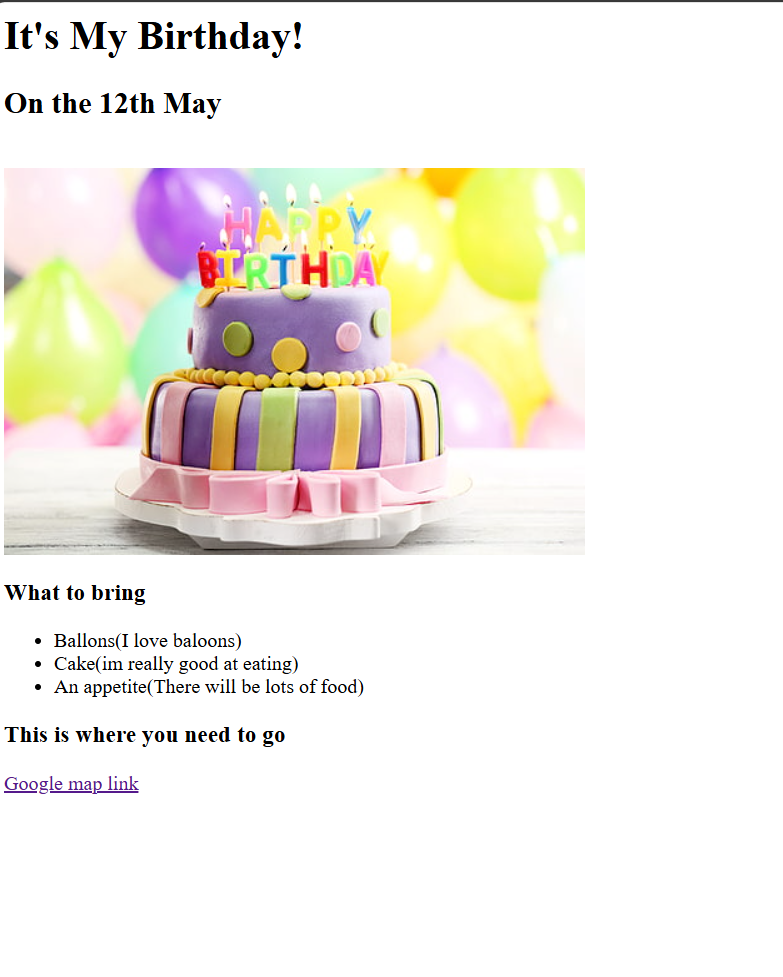 It's My Birthday!
On the 12th May
HAPPY
BIRTHDAY
What to bring
Ballons(I love baloons)
Cake(im really good at eating)
An appetite(There will be lots of food)
This is where you need to go
Google map link